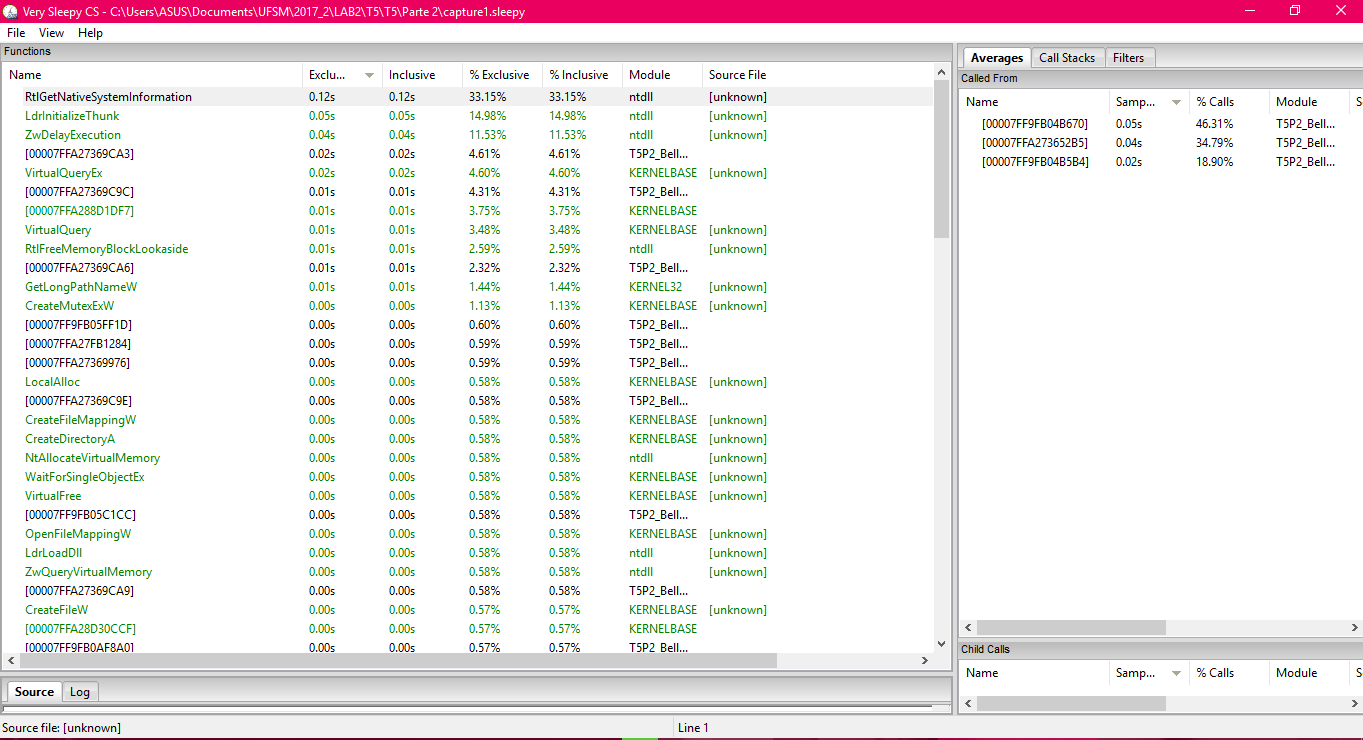 Very Sleepy CS - C:\Users\ASUS\Documents\UFSM\2017_2\LAB2\T5\T5\Parte 2\capture1.sleepy
File View Help
Functions
Name Exclu... Inclusive % Exclusive % Inclusive Module Source File
RtlGetNativeSystemInformation 0.12s 0.12s 33.15% 33.15% ntdll [unknown]
LdrInitializeThunk 0.05s 0.05s 14.98% 14.98% ntdll [unknown]
ZwDelayExecution 0.04s 0.04s 11.53% 11.53% ntdll [unknown]
[00007FFA27369CA3] 0.02s 0.02s 4.61% 4.61% T5P2_Bell...
VirtualQueryEx 0.02s 0.02s 4.60% 4.60% KERNELBASE [unknown]
[00007FFA27369C9C] 0.01s 0.01s 4.31% 4.31% T5P2_Bell...
[00007FFA288D1DF7] 0.01s 0.01s 3.75% 3.75% KERNELBASE
VirtualQuery 0.01s 0.01s 3.48% 3.48% KERNELBASE [unknown]
RtlFreeMemoryBlockLookaside 0.01s 0.01s 2.59% 2.59% ntdll [unknown]
[00007FFA27369CA6] 0.01s 0.01s 2.32% 2.32% T5P2_Bell...
GetLongPathNameW 0.01s 0.01s 1.44% 1.44% KERNEL32 [unknown]
CreateMutexExW 0.00s 0.00s 1.13% 1.13% KERNELBASE [unknown]
[00007FF9FB05FF1D] 0.00s 0.00s 0.60% 0.60% T5P2_Bell...
[00007FFA27FB1284] 0.00s 0.00s 0.59% 0.59% T5P2_Bell...
[00007FFA27369976] 0.00s 0.00s 0.59% 0.59% T5P2_Bell...
LocalAlloc 0.00s 0.00s 0.58% 0.58% KERNELBASE [unknown]
[00007FFA27369C9E] 0.00s 0.00s 0.58% 0.58% T5P2_Bell...
CreateFileMappingW 0.00s 0.00s 0.58% 0.58% KERNELBASE [unknown]
CreateDirectoryA 0.00s 0.00s 0.58% 0.58% KERNELBASE [unknown]
NtAllocateVirtualMemory 0.00s 0.00s 0.58% 0.58% ntdll [unknown]
WaitForSingleObjectEx 0.00s 0.00s 0.58% 0.58% KERNELBASE [unknown]
VirtualFree 0.00s 0.00s 0.58% 0.58% KERNELBASE [unknown]
[00007FF9FB05C1CC] 0.00s 0.00s 0.58% 0.58% T5P2_Bell...
OpenFileMappingW 0.00s 0.00s 0.58% 0.58% KERNELBASE [unknown]
LdrLoadDll 0.00s 0.00s 0.58% 0.58% ntdll [unknown]
ZwQueryVirtualMemory 0.00s 0.00s 0.58% 0.58% ntdll [unknown]
[00007FFA27369CA9] 0.00s 0.00s 0.58% 0.58% T5P2_Bell...
CreateFileW 0.00s 0.00s 0.57% 0.57% KERNELBASE [unknown]
[00007FFA28D30CCF] 0.00s 0.00s 0.57% 0.57% KERNELBASE
[00007FF9FB0AF8A0] 0.00s 0.00s 0.57% 0.57% T5P2_Bell...
Source Log
Source file: [unknown] Line 1
Averages Call Stacks Filters
Called From
Name Samp... % Calls Module S
[00007FF9FB04B670] 0.05s 46.31% T5P2_Bell...
[00007FFA273652B5] 0.04s 34.79% T5P2_Bell...
[00007FF9FB04B5B4] 0.02s 18.90% T5P2_Bell...
Child Calls
Name Samp... % Calls Module S